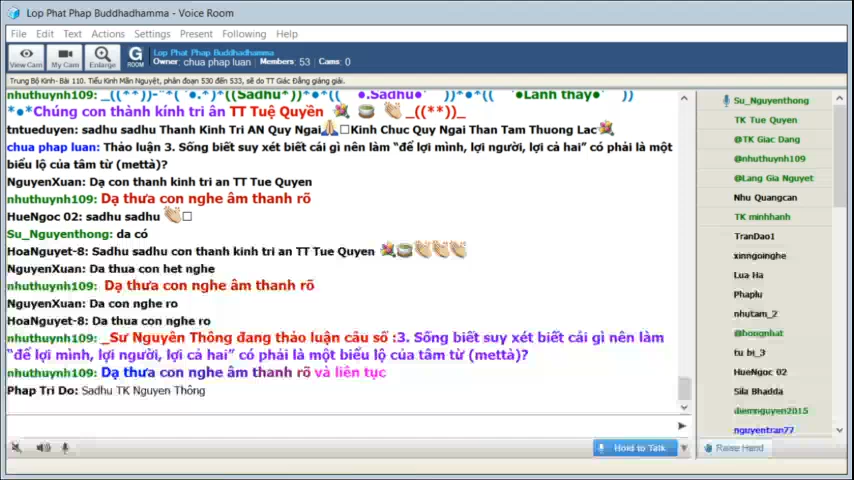 Lop Phat Phap Buddhadhamma - Voice Room
File Edit Text Actions Settings Present Following Help
View Cam My Cam Enlarge G ROOM
Lop Phat Phap Buddhadhamma
Owner: chua phap luan : Members: 53 : Cams: 0
Trung Bộ Kinh- Bài 110. Tiểu Kinh Mãn Nguyệt, phân đoạn 530 đến 533, sẽ do TT Giác Đẳng giảng giải.
nhuthuynh109: _((**))-"*( '●.*)*((Sadhu*))*●*(( '●.Sadhu●' ))*●*(( '●Lành thay●' ))
*●*Chúng con thành kính tri ân TT Tuệ Quyền 💐 🍵 👏 _((**))_
tntueduyen: sadhu sadhu Thanh Kinh Tri AN Quy Ngai🙏□Kinh Chuc Quy Ngai Than Tam Thuong Lac💐
chua phap luan: Thảo luận 3. Sống biết suy xét biết cái gì nên làm “để lợi mình, lợi người, lợi cả hai” có phải là một
biểu lộ của tâm từ (mettà)?
NguyenXuan: Dạ con thanh kinh tri an TT Tue Quyen
nhuthuynh109: Dạ thưa con nghe âm thanh rõ
HueNgoc 02: sadhu sadhu 👏□
Su_Nguyenthong: da có
HoaNguyet-8: Sadhu sadhu con thanh kinh tri an TT Tue Quyen 💐🍵👏👏👏
NguyenXuan: Da thua con het nghe
nhuthuynh109: Dạ thưa con nghe âm thanh rõ
NguyenXuan: Da con nghe ro
HoaNguyet-8: Da thua con nghe ro
nhuthuynh109: _Sư Nguyên Thông đang thảo luận câu số :3. Sống biết suy xét biết cái gì nên làm
“để lợi mình, lợi người, lợi cả hai” có phải là một biểu lộ của tâm từ (mettà)?
nhuthuynh109: Dạ thưa con nghe âm thanh rõ và liên tục
Phap Tri Do: Sadhu TK Nguyen Thông
Su_Nguyenthong
TK Tue Quyen
@TK Giac Dang
@nhuthuynh109
@Lang Gia Nguyet
Nhu Quangcan
TK minhhanh
TranDao1
xinngoinghe
Lua Ha
Phaplu
nhutam_2
@hongnhat
tu bi_3
HueNgoc 02
Sila Bhadda
diemnguyen2015
nguyentran77
Hold to Talk
Raise Hand